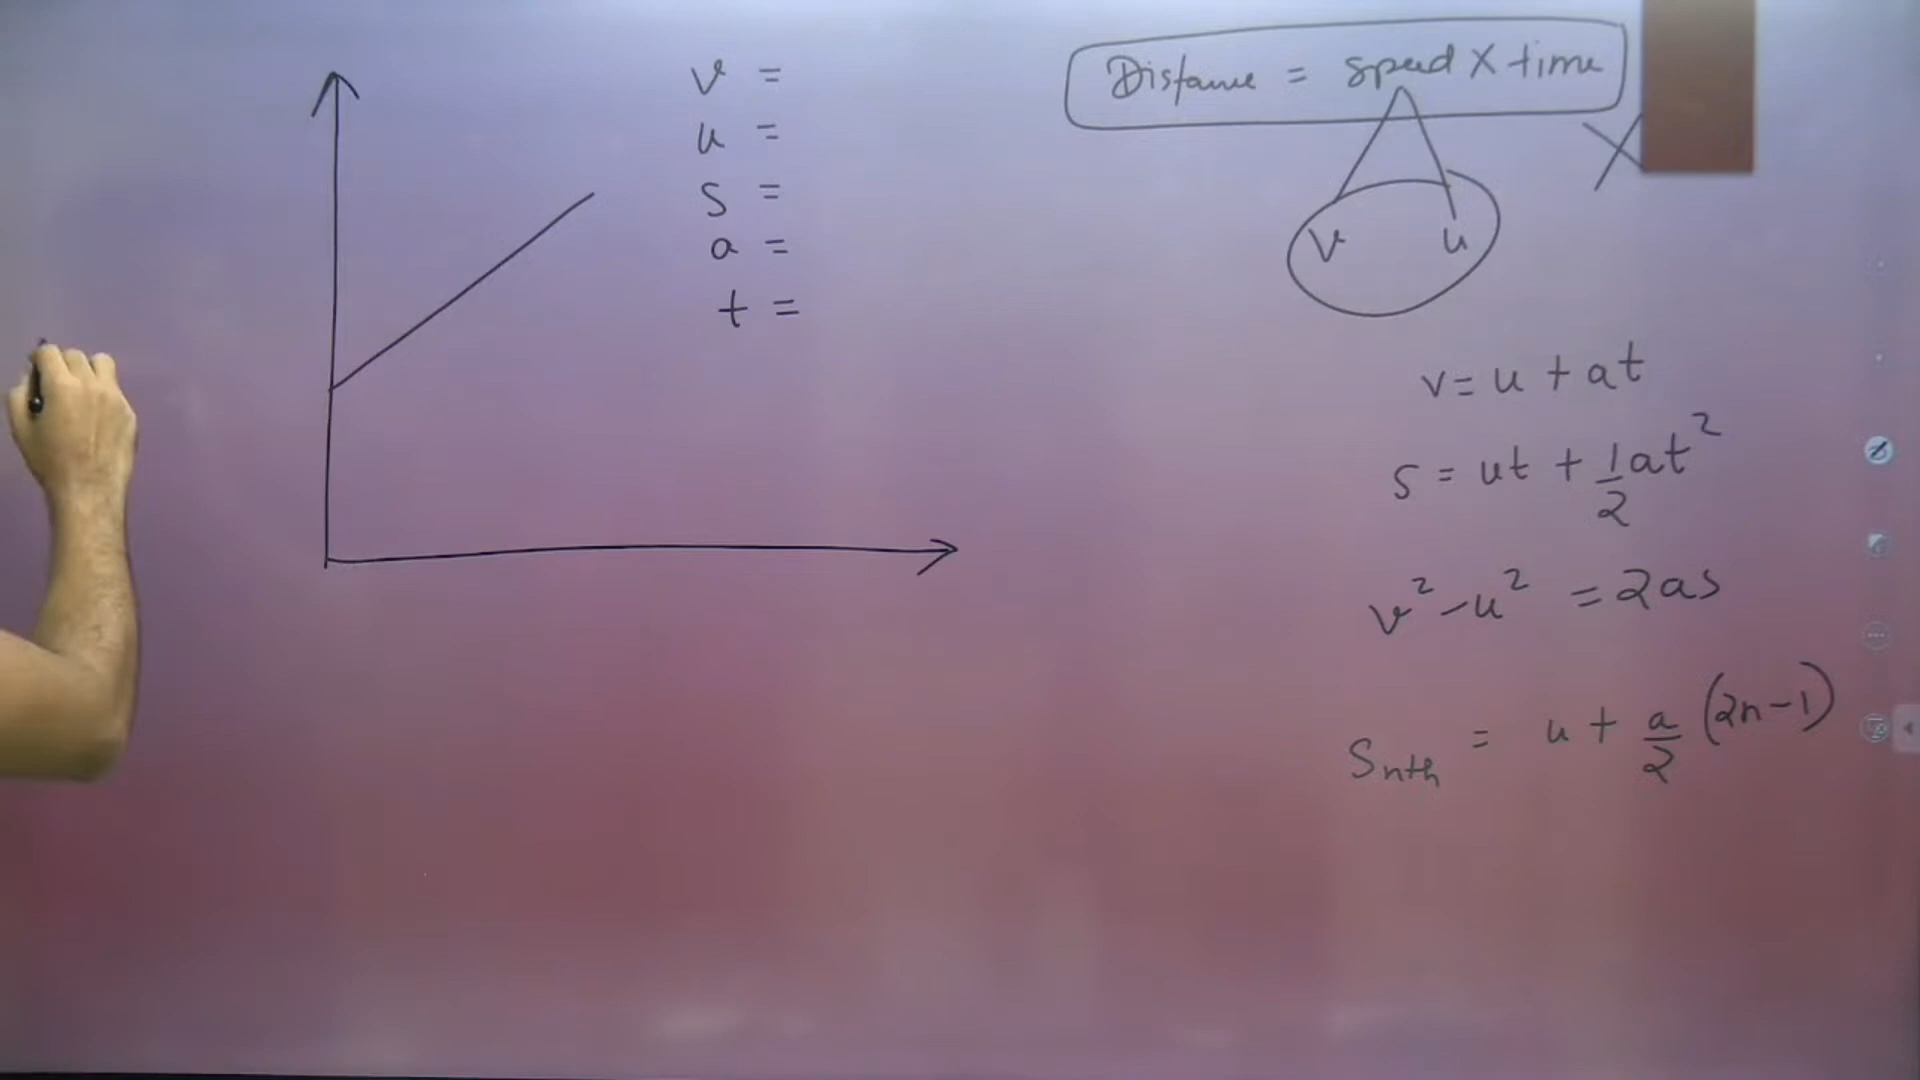 v =
u =
s =
a =
t =
Distance = speed X time
v u
v = u + at
s = ut + 1/2 at²
v² - u² = 2as
Snth = u + a/2 (2n-1)